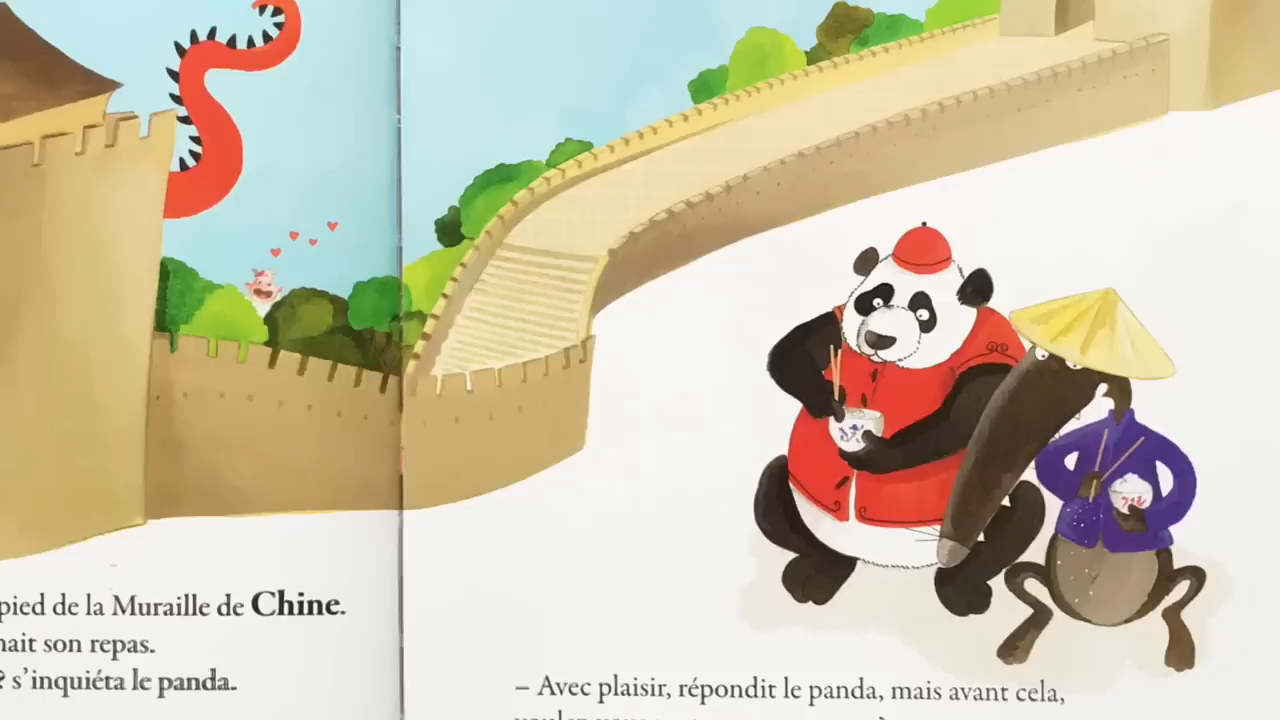 pied de la Muraille de Chine.
nait son repas.
? s'inquiéta le panda.
– Avec plaisir, répondit le panda, mais avant cela,